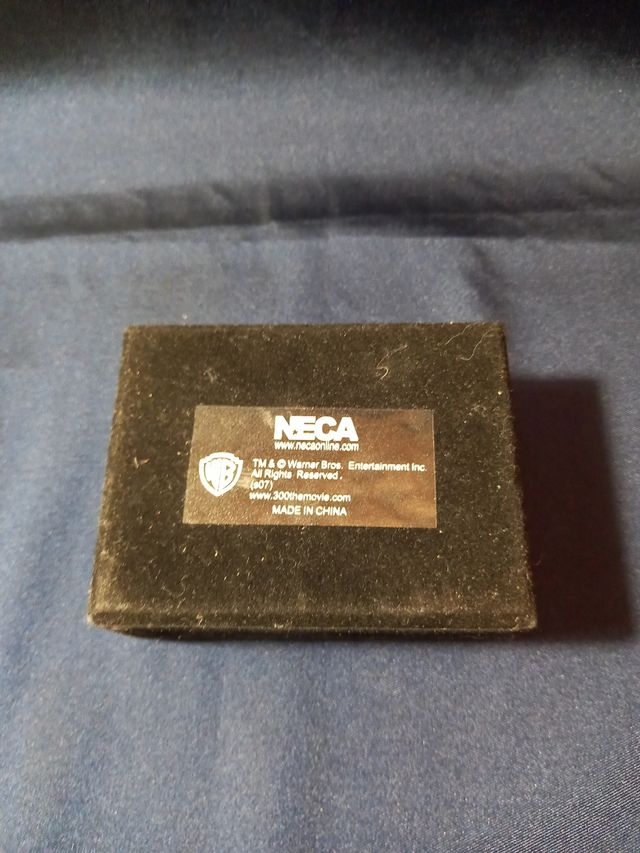 NECA
www.necaonline.com
WB
TM & © Warner Bros. Entertainment Inc.
All Rights Reserved.
(s07)
www.300themovie.com
MADE IN CHINA